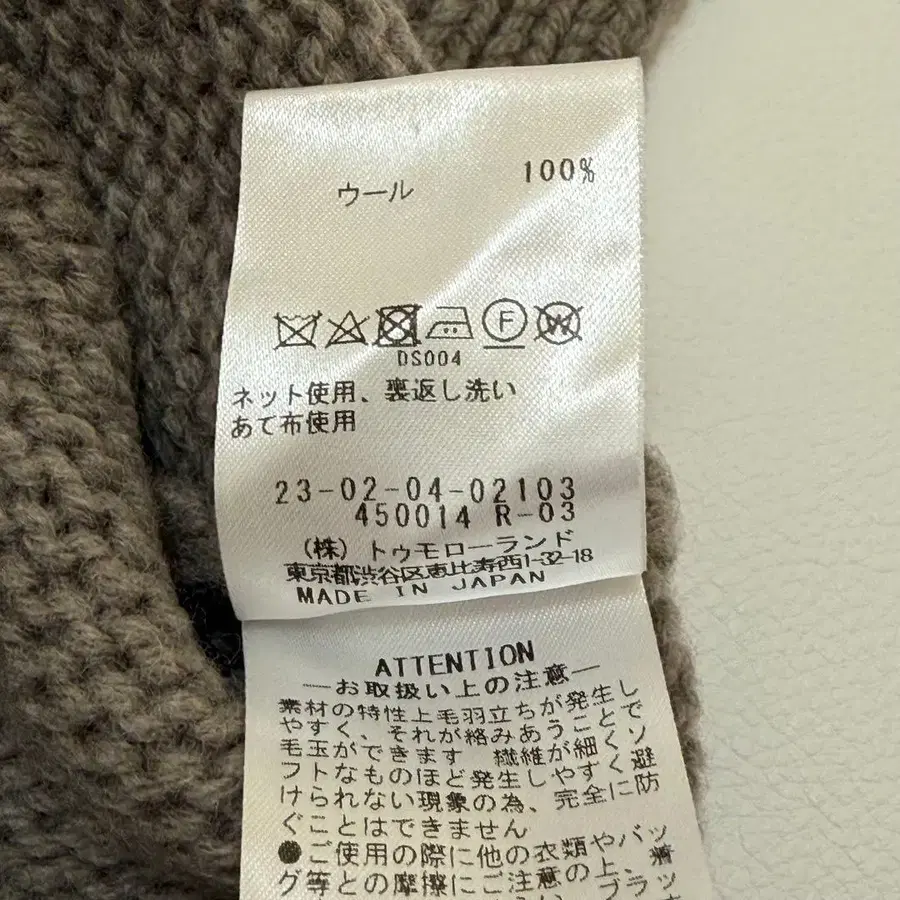 ウール 100%
F W
DS004
ネット使用、裏返し洗い
あて布使用
23-02-04-02103
450014 R-03
(株) トゥモローランド
東京都渋谷区恵比寿西1-32-18
MADE IN JAPAN
ATTENTION
―お取扱い上の注意―
素材の特性上毛羽立ちが発生し
やすく、それが絡みあうことで
毛玉ができます 繊維が細くソ
フトなものほど発生しやすく避
けられない現象の為、完全に防
ぐことはできません
●ご使用の際に他の衣類やバッ
グ等との摩擦にご注意の上、着
ブラッ